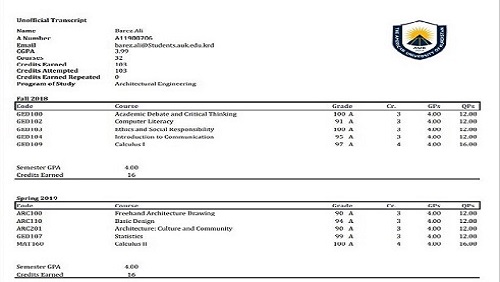 Unofficial Transcript
Name Barez Ali
A Number A11900706
Email barez.ali@Students.auk.edu.krd
CGPA 3.99
Courses 32
Credits Earned 103
Credits Attempted 103
Credits Earned Repeated 0
Program of Study Architectural Engineering
THE AMERICAN UNIVERSITY OF KURDISTAN
Fall 2018
Code Course Grade Cr. GPs QPs
GED100 Academic Debate and Critical Thinking 100 A 3 4.00 12.00
GED102 Computer Literacy 91 A 3 4.00 12.00
GED103 Ethics and Social Responsibility 100 A 3 4.00 12.00
GED104 Introduction to Communication 95 A 3 4.00 12.00
GED109 Calculus I 97 A 4 4.00 16.00
Semester GPA 4.00
Credits Earned 16
Spring 2019
Code Course Grade Cr. GPs QPs
ARC100 Freehand Architecture Drawing 90 A 3 4.00 12.00
ARC110 Basic Design 94 A 3 4.00 12.00
ARC201 Architecture: Culture and Community 90 A 3 4.00 12.00
GED107 Statistics 99 A 3 4.00 12.00
MAT160 Calculus II 100 A 4 4.00 16.00
Semester GPA 4.00
Credits Earned 16